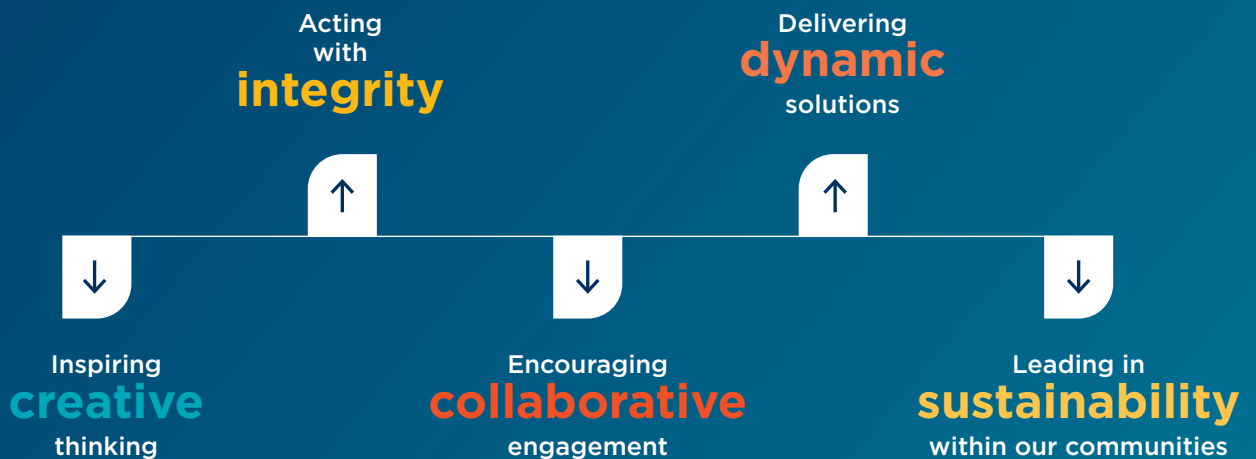 Acting
with
integrity
Delivering
dynamic
solutions
Inspiring
creative
thinking
Encouraging
collaborative
engagement
Leading in
sustainability
within our communities